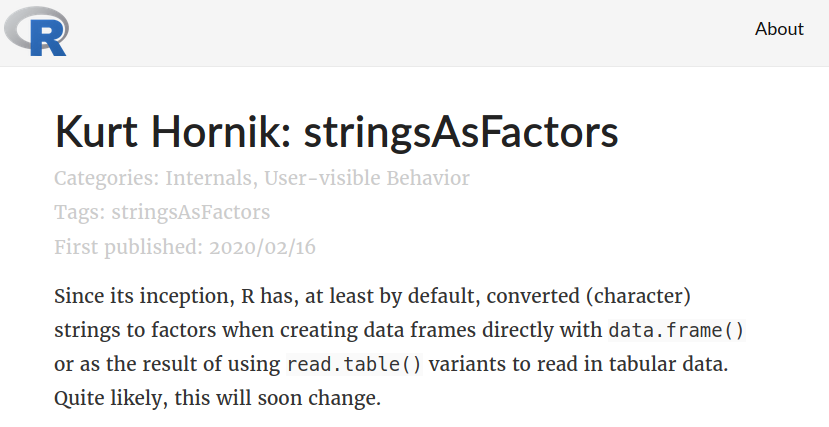 R
About
Kurt Hornik: stringsAsFactors
Categories: Internals, User-visible Behavior
Tags: stringsAsFactors
First published: 2020/02/16
Since its inception, R has, at least by default, converted (character)
strings to factors when creating data frames directly with data.frame()
or as the result of using read.table() variants to read in tabular data.
Quite likely, this will soon change.